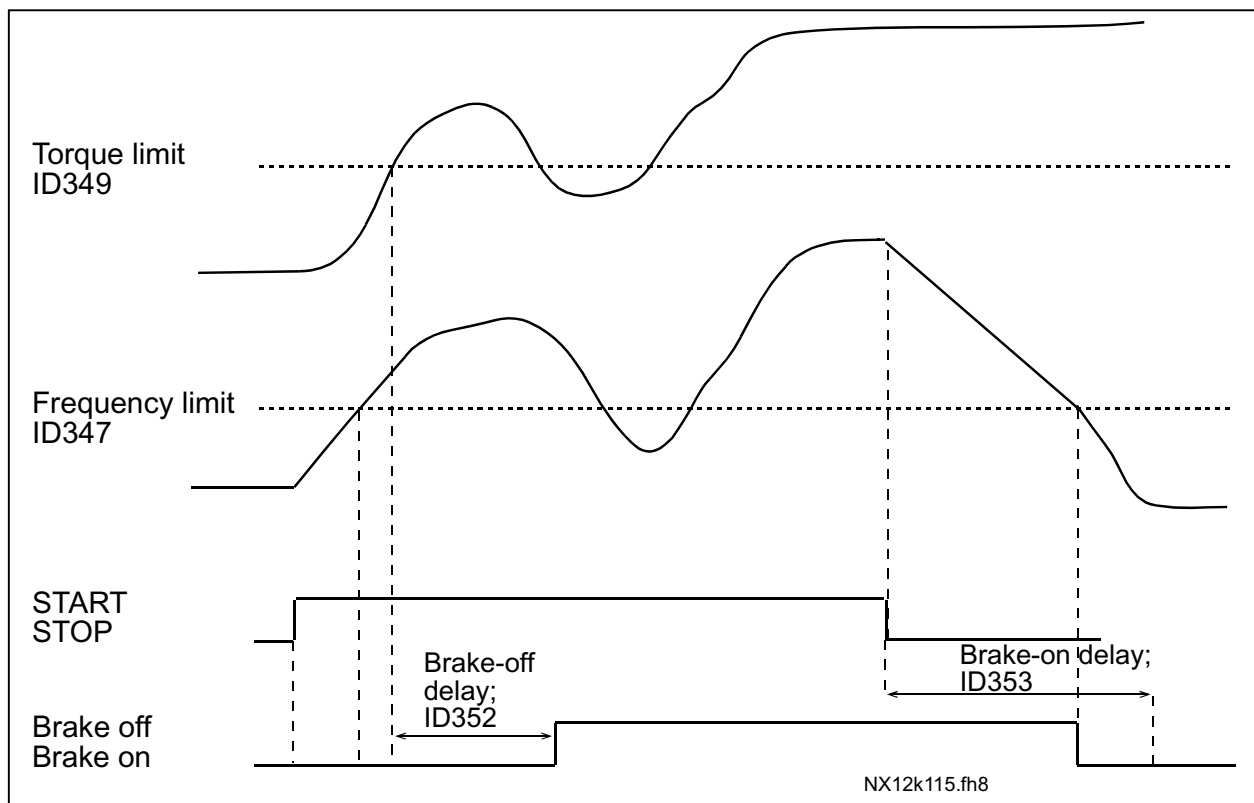 Torque limit
ID349
Frequency limit
ID347
START
STOP
Brake-off
delay;
ID352
Brake-on delay;
ID353
Brake off
Brake on
NX12k115.fh8